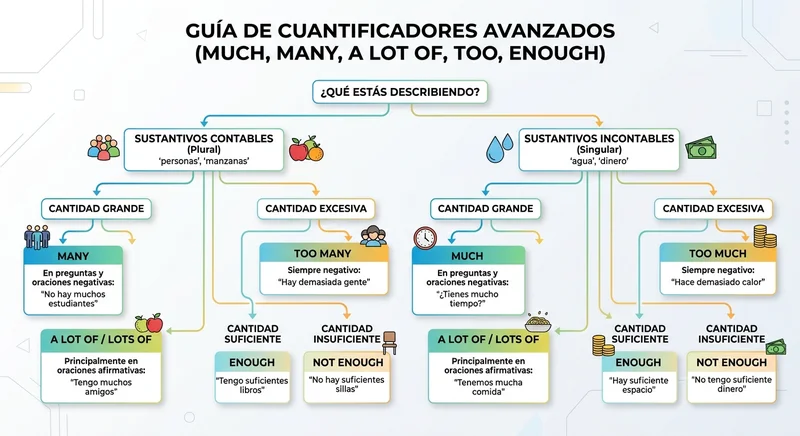 GUÍA DE CUANTIFICADORES AVANZADOS
(MUCH, MANY, A LOT OF, TOO, ENOUGH)
¿QUÉ ESTÁS DESCRIBIENDO?
SUSTANTIVOS CONTABLES
(Plural)
'personas', 'manzanas'
CANTIDAD GRANDE
CANTIDAD EXCESIVA
MANY
En preguntas y
oraciones negativas:
"No hay muchos
estudiantes"
TOO MANY
Siempre negativo:
"Hay demasiada gente"
A LOT OF / LOTS OF
Principalmente en
oraciones afirmativas:
"Tengo muchos
amigos"
CANTIDAD
SUFICIENTE
ENOUGH
"Tengo suficientes
libros"
CANTIDAD
INSUFICIENTE
NOT ENOUGH
"No hay suficientes
sillas"
SUSTANTIVOS INCONTABLES
(Singular)
'agua', 'dinero'
CANTIDAD GRANDE
CANTIDAD EXCESIVA
MUCH
En preguntas y
oraciones negativas:
"¿Tienes mucho
tiempo?"
TOO MUCH
Siempre negativo:
"Hace demasiado calor"
A LOT OF / LOTS OF
Principalmente en
oraciones afirmativas:
"Tenemos mucha
comida"
CANTIDAD
SUFICIENTE
ENOUGH
"Hay suficiente
espacio"
CANTIDAD
INSUFICIENTE
NOT ENOUGH
"No tengo suficiente
dinero"